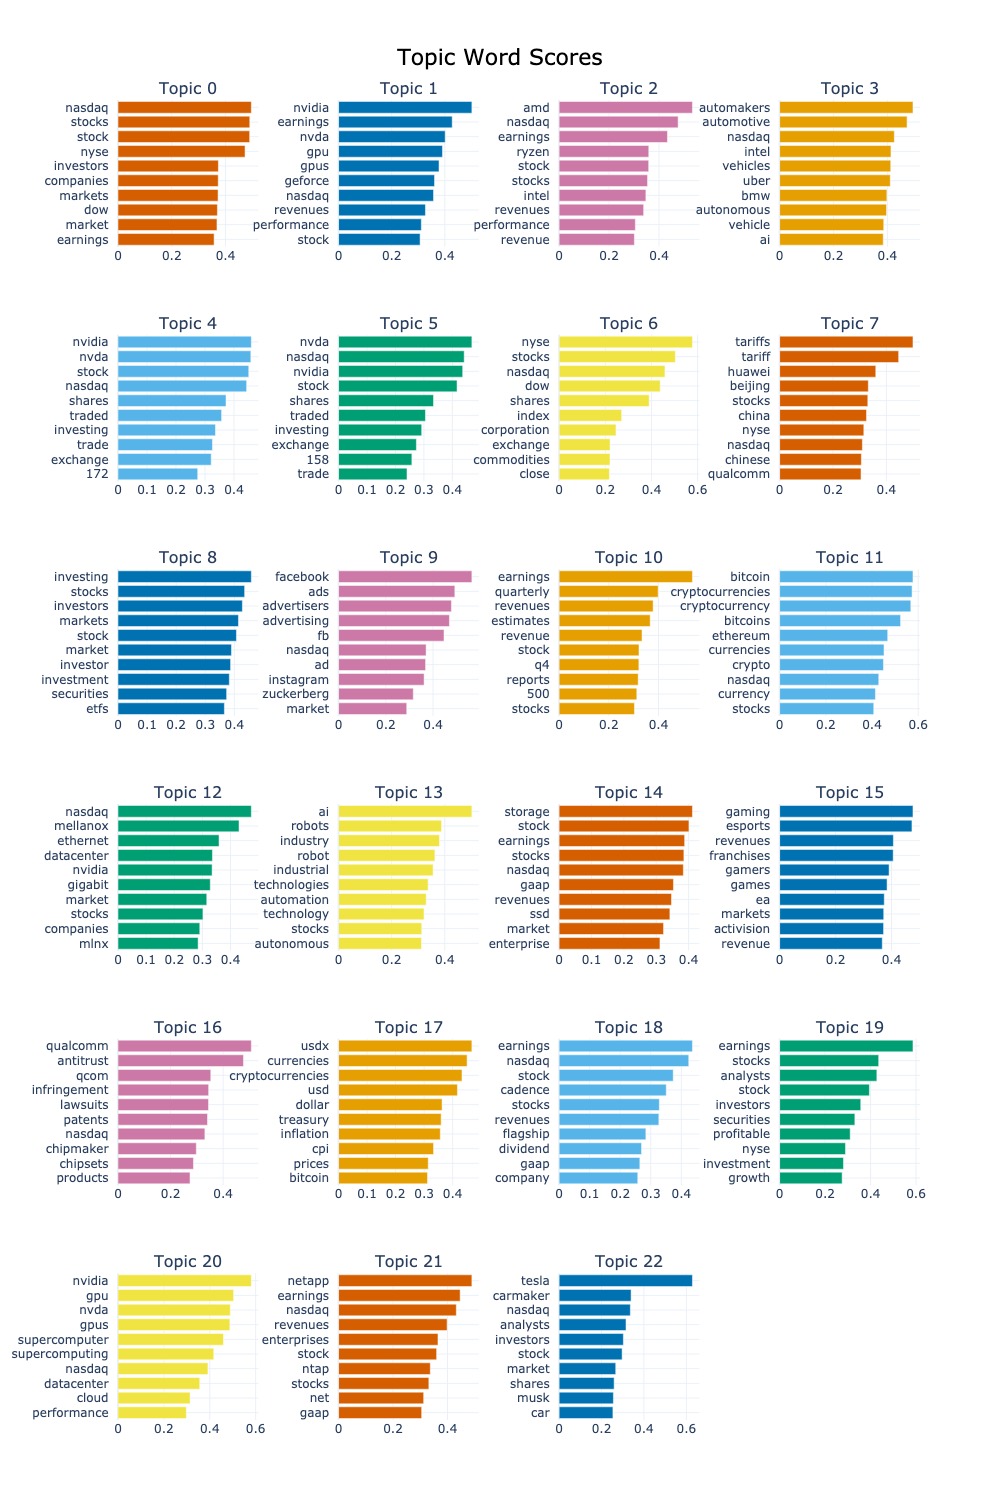 Topic Word Scores
Topic 0
nasdaq
stocks
stock
nyse
investors
companies
markets
dow
market
earnings
0 0.2 0.4
Topic 1
nvidia
earnings
nvda
gpu
gpus
geforce
nasdaq
revenues
performance
stock
0 0.2 0.4
Topic 2
amd
nasdaq
earnings
ryzen
stock
stocks
intel
revenues
performance
revenue
0 0.2 0.4
Topic 3
automakers
automotive
nasdaq
intel
vehicles
uber
bmw
autonomous
vehicle
ai
0 0.2 0.4
Topic 4
nvidia
nvda
stock
nasdaq
shares
traded
investing
trade
exchange
172
0 0.1 0.2 0.3 0.4
Topic 5
nvda
nasdaq
nvidia
stock
shares
traded
investing
exchange
158
trade
0 0.1 0.2 0.3 0.4
Topic 6
nyse
stocks
nasdaq
dow
shares
index
corporation
exchange
commodities
close
0 0.2 0.4 0.6
Topic 7
tariffs
tariff
huawei
beijing
stocks
china
nyse
nasdaq
chinese
qualcomm
0 0.2 0.4
Topic 8
investing
stocks
investors
markets
stock
market
investor
investment
securities
etfs
0 0.1 0.2 0.3 0.4
Topic 9
facebook
ads
advertisers
advertising
fb
nasdaq
ad
instagram
zuckerberg
market
0 0.2 0.4
Topic 10
earnings
quarterly
revenues
estimates
revenue
stock
q4
reports
500
stocks
0 0.2 0.4
Topic 11
bitcoin
cryptocurrencies
cryptocurrency
bitcoins
ethereum
currencies
crypto
nasdaq
currency
stocks
0 0.2 0.4 0.6
Topic 12
nasdaq
mellanox
ethernet
datacenter
nvidia
gigabit
market
stocks
companies
mlnx
0 0.1 0.2 0.3 0.4
Topic 13
ai
robots
industry
robot
industrial
technologies
automation
technology
stocks
autonomous
0 0.2 0.4
Topic 14
storage
stock
earnings
stocks
nasdaq
gaap
revenues
ssd
market
enterprise
0 0.1 0.2 0.3 0.4
Topic 15
gaming
esports
revenues
franchises
gamers
games
ea
markets
activision
revenue
0 0.2 0.4
Topic 16
qualcomm
antitrust
qcom
infringement
lawsuits
patents
nasdaq
chipmaker
chipsets
products
0 0.2 0.4
Topic 17
usdx
currencies
cryptocurrencies
usd
dollar
treasury
inflation
cpi
prices
bitcoin
0 0.1 0.2 0.3 0.4
Topic 18
earnings
nasdaq
stock
cadence
stocks
revenues
flagship
dividend
gaap
company
0 0.1 0.2 0.3 0.4
Topic 19
earnings
stocks
analysts
stock
investors
securities
profitable
nyse
investment
growth
0 0.2 0.4 0.6
Topic 20
nvidia
gpu
nvda
gpus
supercomputer
supercomputing
nasdaq
datacenter
cloud
performance
0 0.2 0.4 0.6
Topic 21
netapp
earnings
nasdaq
revenues
enterprises
stock
ntap
stocks
net
gaap
0 0.2 0.4
Topic 22
tesla
carmaker
nasdaq
analysts
investors
stock
market
shares
musk
car
0 0.2 0.4 0.6